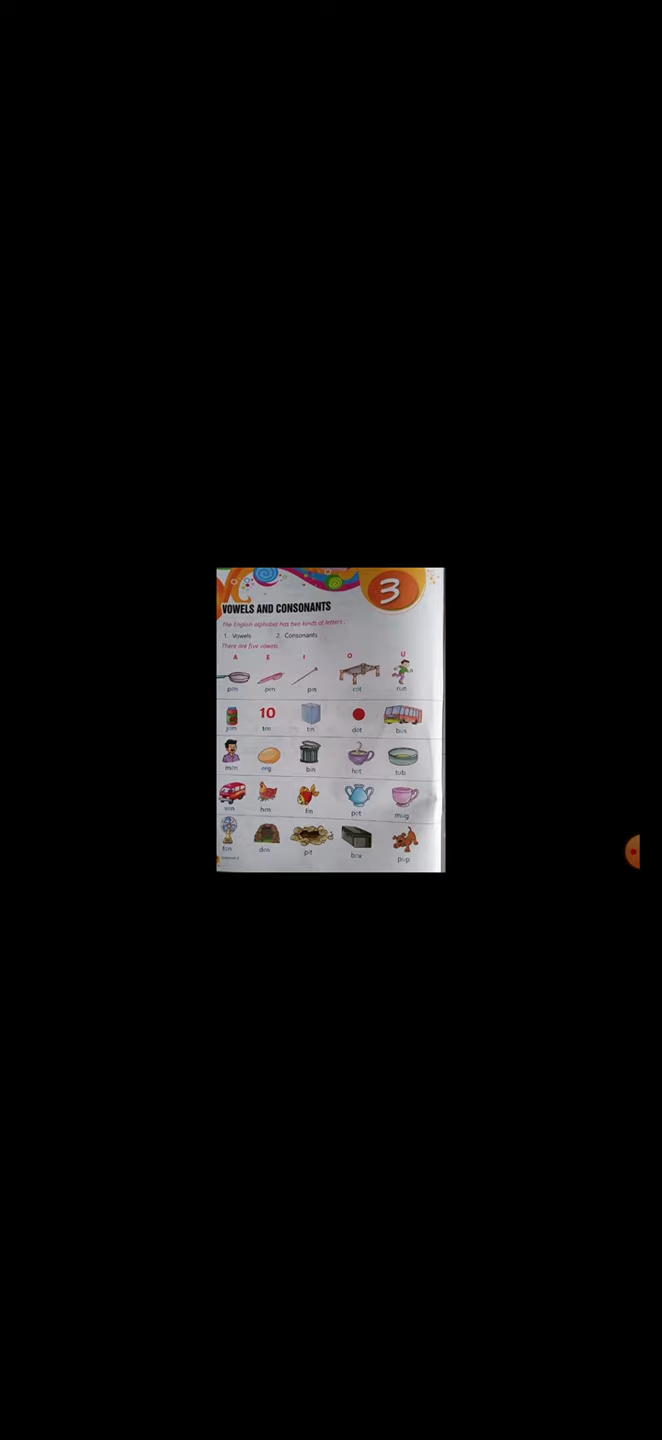 3
VOWELS AND CONSONANTS
The English alphabet has two kinds of letters :
1. Vowels 2. Consonants
There are five vowels.
A E I O U
pan pen pin cot run
10
jam ten tin dot bus
man egg bin hot tub
van hen fin pot mug
fan den pit box pup